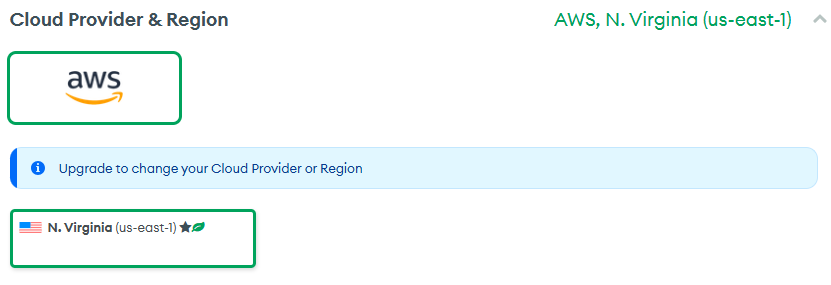 Cloud Provider & Region
AWS, N. Virginia (us-east-1)
aws
Upgrade to change your Cloud Provider or Region
N. Virginia (us-east-1)